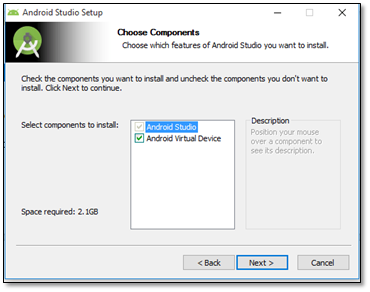 Android Studio Setup
Choose Components
Choose which features of Android Studio you want to install.
Check the components you want to install and uncheck the components you don't want to
install. Click Next to continue.
Select components to install:
Android Studio
Android Virtual Device
Description
Position your mouse
over a component to
see its description.
Space required: 2.1GB
< Back
Next >
Cancel